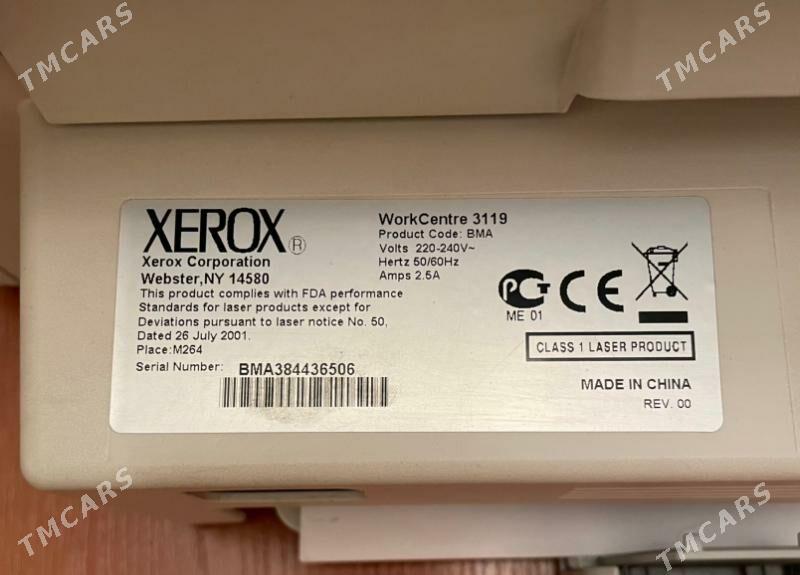 TMCARS
TMCARS
XEROX®
Xerox Corporation
Webster,NY 14580
This product complies with FDA performance
Standards for laser products except for
Deviations pursuant to laser notice No. 50,
Dated 26 July 2001.
Place:M264
Serial Number: BMA384436506
WorkCentre 3119
Product Code: BMA
Volts 220-240V~
Hertz 50/60Hz
Amps 2.5A
РСТ
ME 01
CE
CLASS 1 LASER PRODUCT
MADE IN CHINA
REV. 00
TMCARS
TMCARS